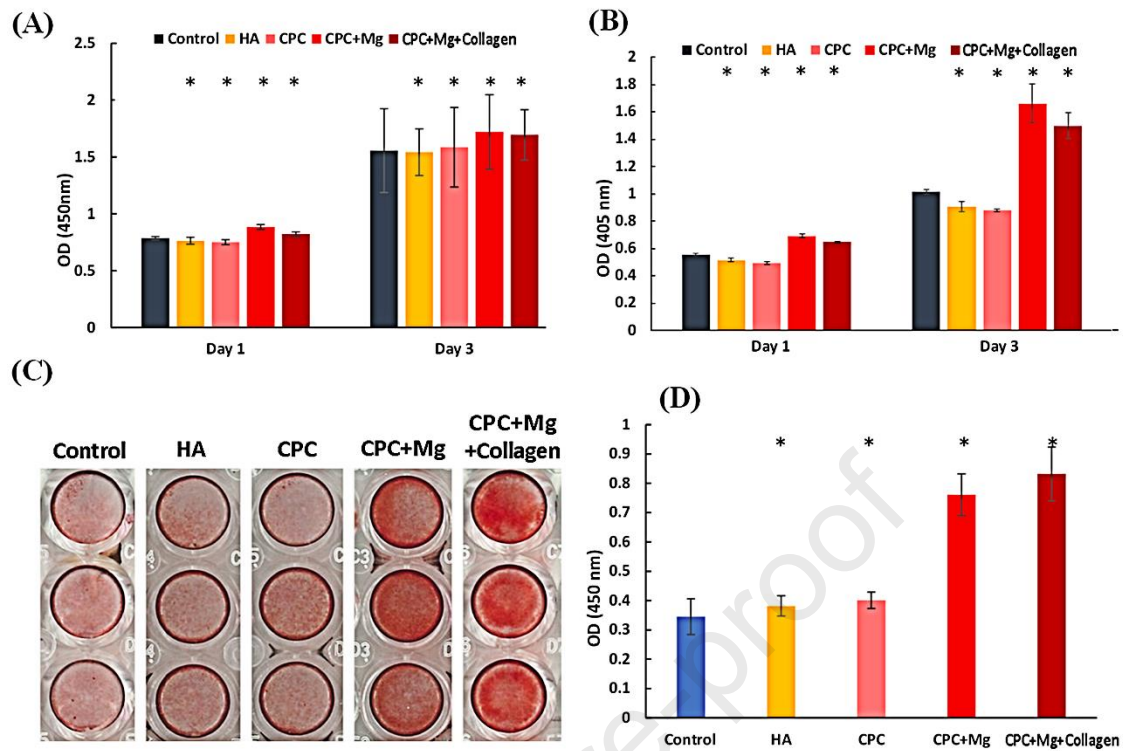 (A)
Control HA CPC CPC+Mg CPC+Mg+Collagen
* * * * * * * *
OD (450nm)
2.5
2
1.5
1
0.5
0
Day 1 Day 3
(B)
Control HA CPC CPC+Mg CPC+Mg+Collagen
* * * * * * * *
OD (405 nm)
2
1.8
1.6
1.4
1.2
1
0.8
0.6
0.4
0.2
0
Day 1 Day 3
(C)
Control HA CPC CPC+Mg CPC+Mg
+Collagen
(D)
* * * *
OD (450 nm)
1
0.9
0.8
0.7
0.6
0.5
0.4
0.3
0.2
0.1
0
Control HA CPC CPC+Mg CPC+Mg+Collagen
re-proof